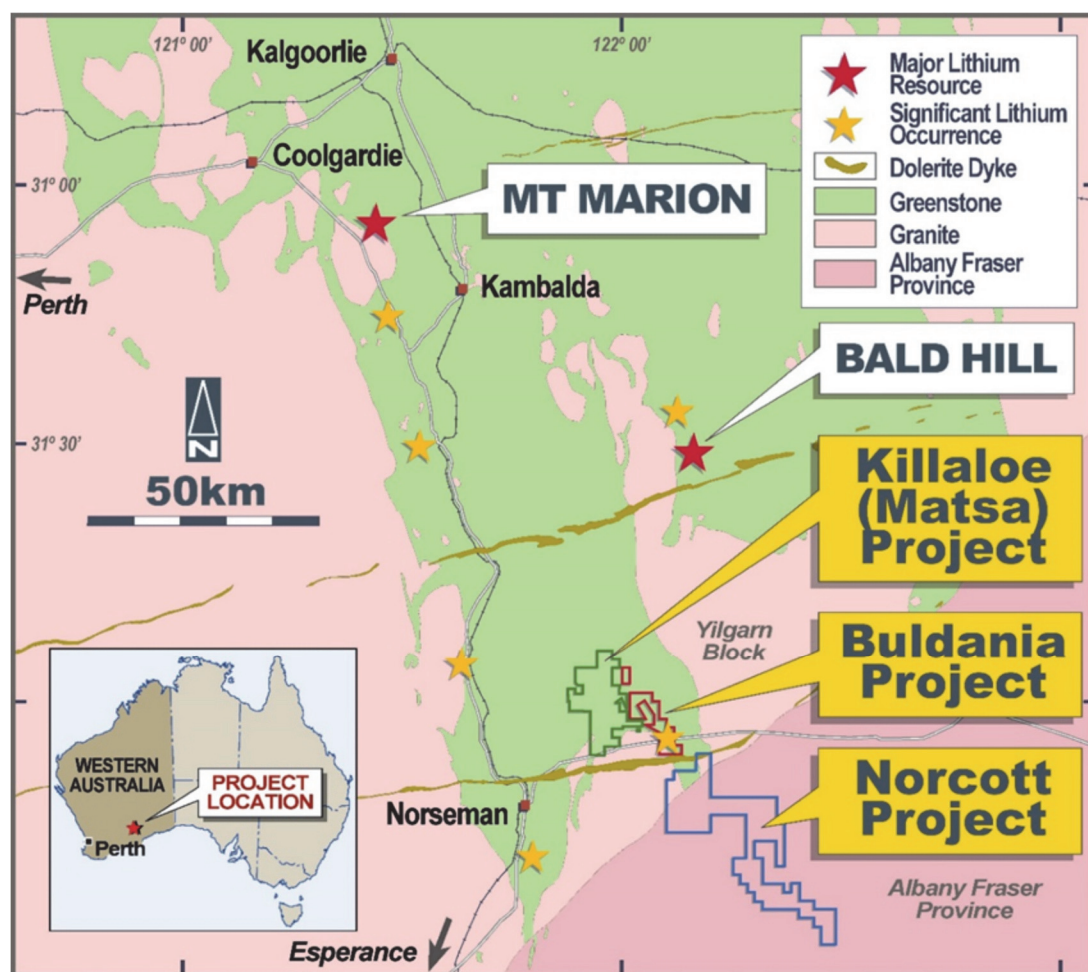 121° 00'
122° 00'
Kalgoorlie
Coolgardie
31° 00'
MT MARION
Kambalda
Perth
Major Lithium
Resource
Significant Lithium
Occurrence
Dolerite Dyke
Greenstone
Granite
Albany Fraser
Province
BALD HILL
31° 30'
N
50km
Killaloe
(Matsa)
Project
Yilgarn
Block
Buldania
Project
Norcott
Project
Norseman
Albany Fraser
Province
Esperance
WESTERN
AUSTRALIA
PROJECT
LOCATION
Perth